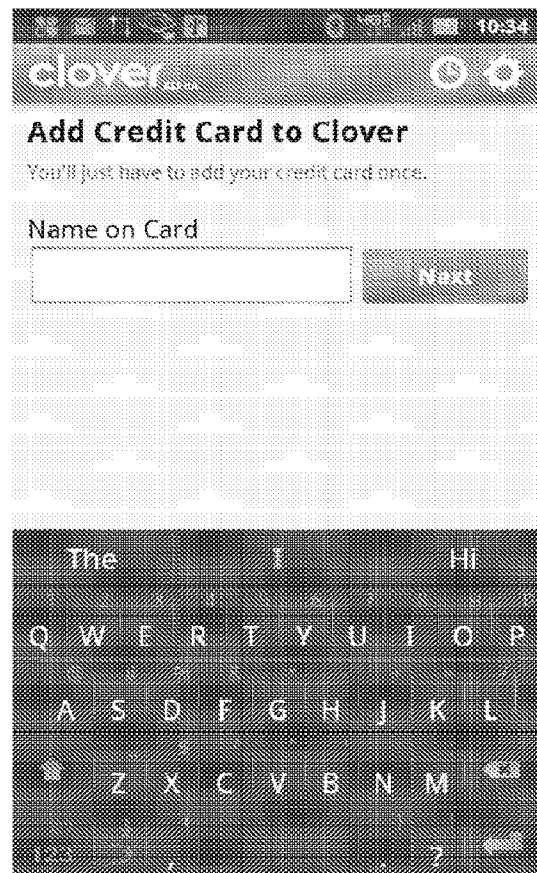 10:34
clover
Add Credit Card to Clover
You'll just have to add your credit card once.
Name on Card
Next
The I Hi
Q W E R T Y U I O P
A S D F G H J K L
Z X C V B N M
123 , . ?